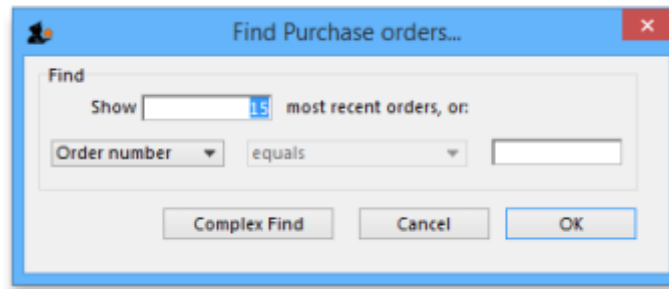 Find Purchase orders...
Find
Show 15 most recent orders, or:
Order number equals
Complex Find Cancel OK